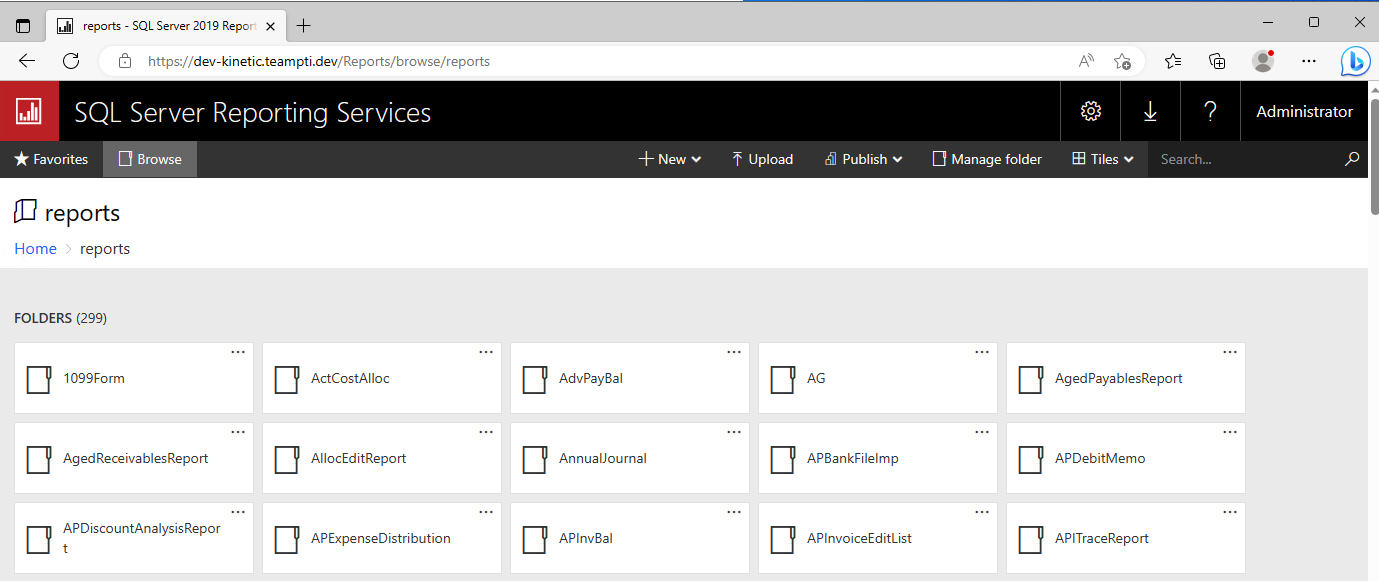 reports - SQL Server 2019 Report
https://dev-kinetic.teampti.dev/Reports/browse/reports
SQL Server Reporting Services
Administrator
Favorites Browse New Upload Publish Manage folder Tiles Search...
reports
Home > reports
FOLDERS (299)
1099Form ActCostAlloc AdvPayBal AG AgedPayablesReport
AgedReceivablesReport AllocEditReport AnnualJournal APBankFileImp APDebitMemo
APDiscountAnalysisRepor
t
APExpenseDistribution APInvBal APInvoiceEditList APITraceReport